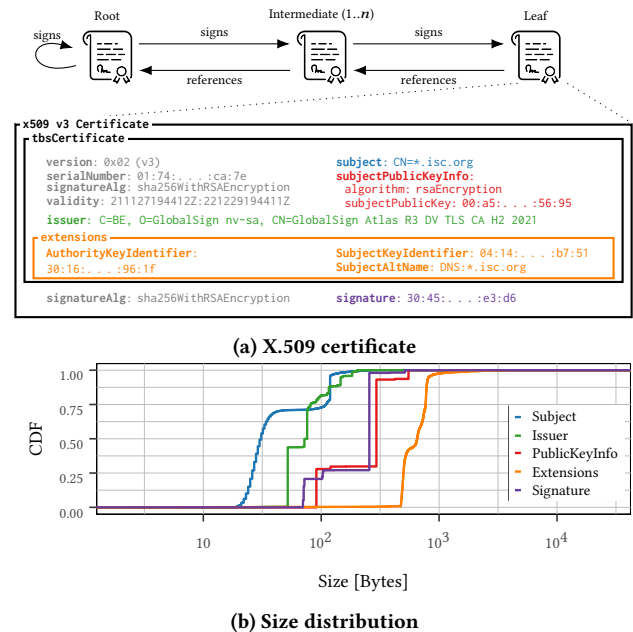 Root
Intermediate (1..n)
Leaf
signs
signs
signs
references
references
x509 v3 Certificate
tbsCertificate
version: 0x02 (v3)
serialNumber: 01:74:...:ca:7e
signatureAlg: sha256WithRSAEncryption
validity: 211127194412Z:221229194411Z
subject: CN=*.isc.org
subjectPublicKeyInfo:
algorithm: rsaEncryption
subjectPublicKey: 00:a5:...:56:95
issuer: C=BE, O=GlobalSign nv-sa, CN=GlobalSign Atlas R3 DV TLS CA H2 2021
extensions
AuthorityKeyIdentifier:
30:16:...:96:1f
SubjectKeyIdentifier: 04:14:...:b7:51
SubjectAltName: DNS:*.isc.org
signatureAlg: sha256WithRSAEncryption
signature: 30:45:...:e3:d6
(a) X.509 certificate
CDF
1.00
0.75
0.50
0.25
0.00
Subject
Issuer
PublicKeyInfo
Extensions
Signature
10
10²
10³
10⁴
Size [Bytes]
(b) Size distribution